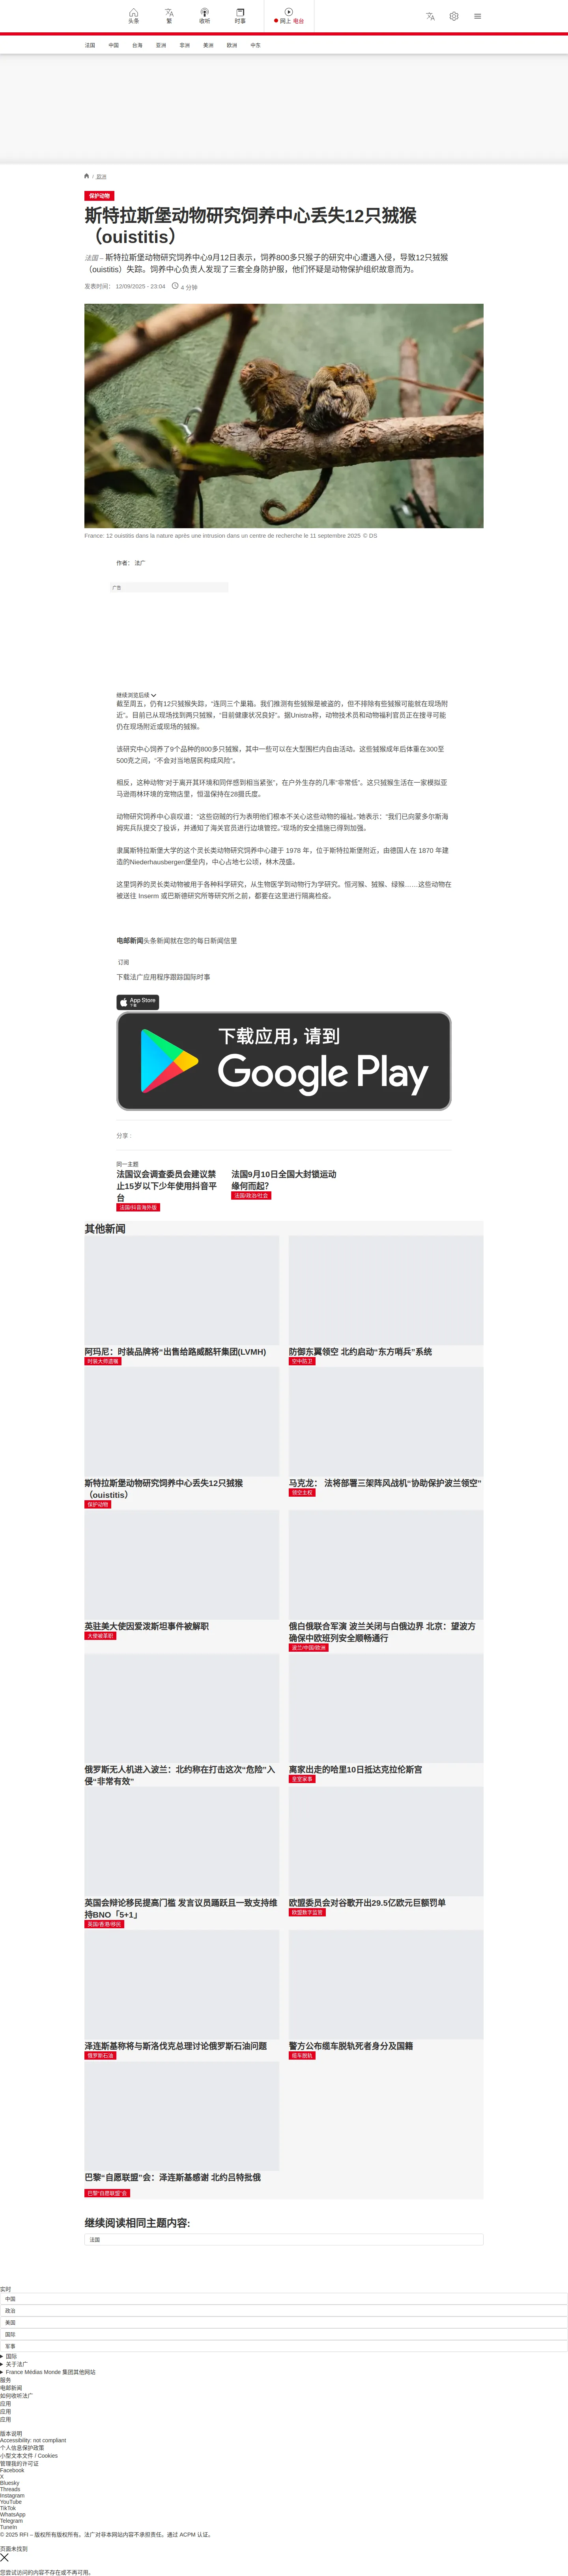 头条
繁
收听
时事
网上 电台
法国
中国
台海
亚洲
非洲
美洲
欧洲
中东
/ 欧洲
保护动物
斯特拉斯堡动物研究饲养中心丢失12只狨猴
（ouistitis）
法国 – 斯特拉斯堡动物研究饲养中心9月12日表示，饲养800多只猴子的研究中心遭遇入侵，导致12只狨猴
（ouistitis）失踪。饲养中心负责人发现了三套全身防护服，他们怀疑是动物保护组织故意而为。
发表时间： 12/09/2025 - 23:04
4 分钟
France: 12 ouistitis dans la nature après une intrusion dans un centre de recherche le 11 septembre 2025 © DS
作者： 法广
广告
继续浏览后续
截至周五，仍有12只狨猴失踪，“连同三个巢箱。我们推测有些狨猴是被盗的，但不排除有些狨猴可能就在现场附
近”。目前已从现场找到两只狨猴，“目前健康状况良好”。据Unistra称，动物技术员和动物福利官员正在搜寻可能
仍在现场附近或现场的狨猴。
该研究中心饲养了9个品种的800多只狨猴，其中一些可以在大型围栏内自由活动。这些狨猴成年后体重在300至
500克之间，“不会对当地居民构成风险”。
相反，这种动物“对于离开其环境和同伴感到相当紧张”，在户外生存的几率“非常低”。这只狨猴生活在一家模拟亚
马逊雨林环境的宠物店里，恒温保持在28摄氏度。
动物研究饲养中心哀叹道：“这些窃贼的行为表明他们根本不关心这些动物的福祉。”她表示：“我们已向蒙多尔斯海
姆宪兵队提交了投诉，并通知了海关官员进行边境管控。”现场的安全措施已得到加强。
隶属斯特拉斯堡大学的这个灵长类动物研究饲养中心建于 1978 年，位于斯特拉斯堡附近，由德国人在 1870 年建
造的Niederhausbergen堡垒内，中心占地七公顷，林木茂盛。
这里饲养的灵长类动物被用于各种科学研究，从生物医学到动物行为学研究。恒河猴、狨猴、绿猴……这些动物在
被送往 Inserm 或巴斯德研究所等研究所之前，都要在这里进行隔离检疫。
电邮新闻头条新闻就在您的每日新闻信里
订阅
下载法广应用程序跟踪国际时事
App Store
下载
下载应用，请到
Google Play
分享 :
同一主题
法国议会调查委员会建议禁
止15岁以下少年使用抖音平
台
法国/抖音海外版
法国9月10日全国大封锁运动
缘何而起？
法国/政治/社会
其他新闻
阿玛尼：时装品牌将“出售给路威酩轩集团(LVMH)
时装大师遗嘱
防御东翼领空 北约启动“东方哨兵”系统
空中防卫
斯特拉斯堡动物研究饲养中心丢失12只狨猴
（ouistitis）
保护动物
马克龙： 法将部署三架阵风战机“协助保护波兰领空”
领空主权
英驻美大使因爱泼斯坦事件被解职
大使被革职
俄白俄联合军演 波兰关闭与白俄边界 北京：望波方
确保中欧班列安全顺畅通行
波兰/中国/欧洲
俄罗斯无人机进入波兰：北约称在打击这次“危险”入
侵“非常有效”
离家出走的哈里10日抵达克拉伦斯宫
皇室家事
英国会辩论移民提高门槛 发言议员踊跃且一致支持维
持BNO「5+1」
英国/香港/移民
欧盟委员会对谷歌开出29.5亿欧元巨额罚单
欧盟数字监管
泽连斯基称将与斯洛伐克总理讨论俄罗斯石油问题
俄罗斯石油
警方公布缆车脱轨死者身分及国籍
缆车脱轨
巴黎“自愿联盟”会：泽连斯基感谢 北约吕特批俄
巴黎“自愿联盟”会
继续阅读相同主题内容:
法国
实时
中国
政治
美国
国际
军事
国际
关于法广
France Médias Monde 集团其他网站
服务
电邮新闻
如何收听法广
应用
应用
应用
版本说明
Accessibility: not compliant
个人信息保护政策
小型文本文件 / Cookies
管理我的许可证
Facebook
X
Bluesky
Threads
Instagram
YouTube
TikTok
WhatsApp
Telegram
TuneIn
© 2025 RFI – 版权所有版权所有。法广对非本网站内容不承担责任。通过 ACPM 认证。
页面未找到
您尝试访问的内容不存在或不再可用。